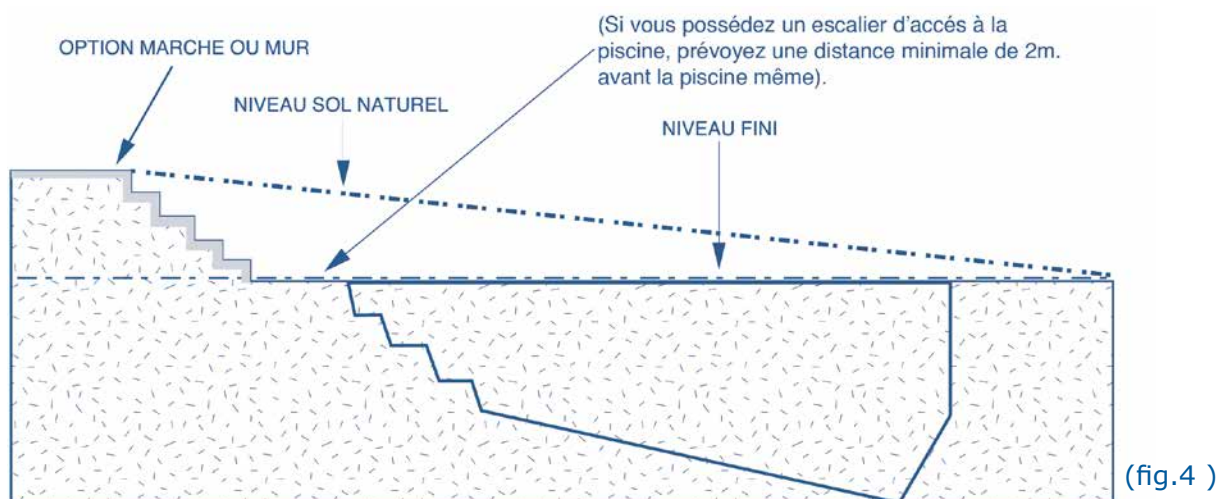 OPTION MARCHE OU MUR
(Si vous possédez un escalier d'accés à la
piscine, prévoyez une distance minimale de 2m.
avant la piscine même).
NIVEAU SOL NATUREL
NIVEAU FINI
(fig.4 )